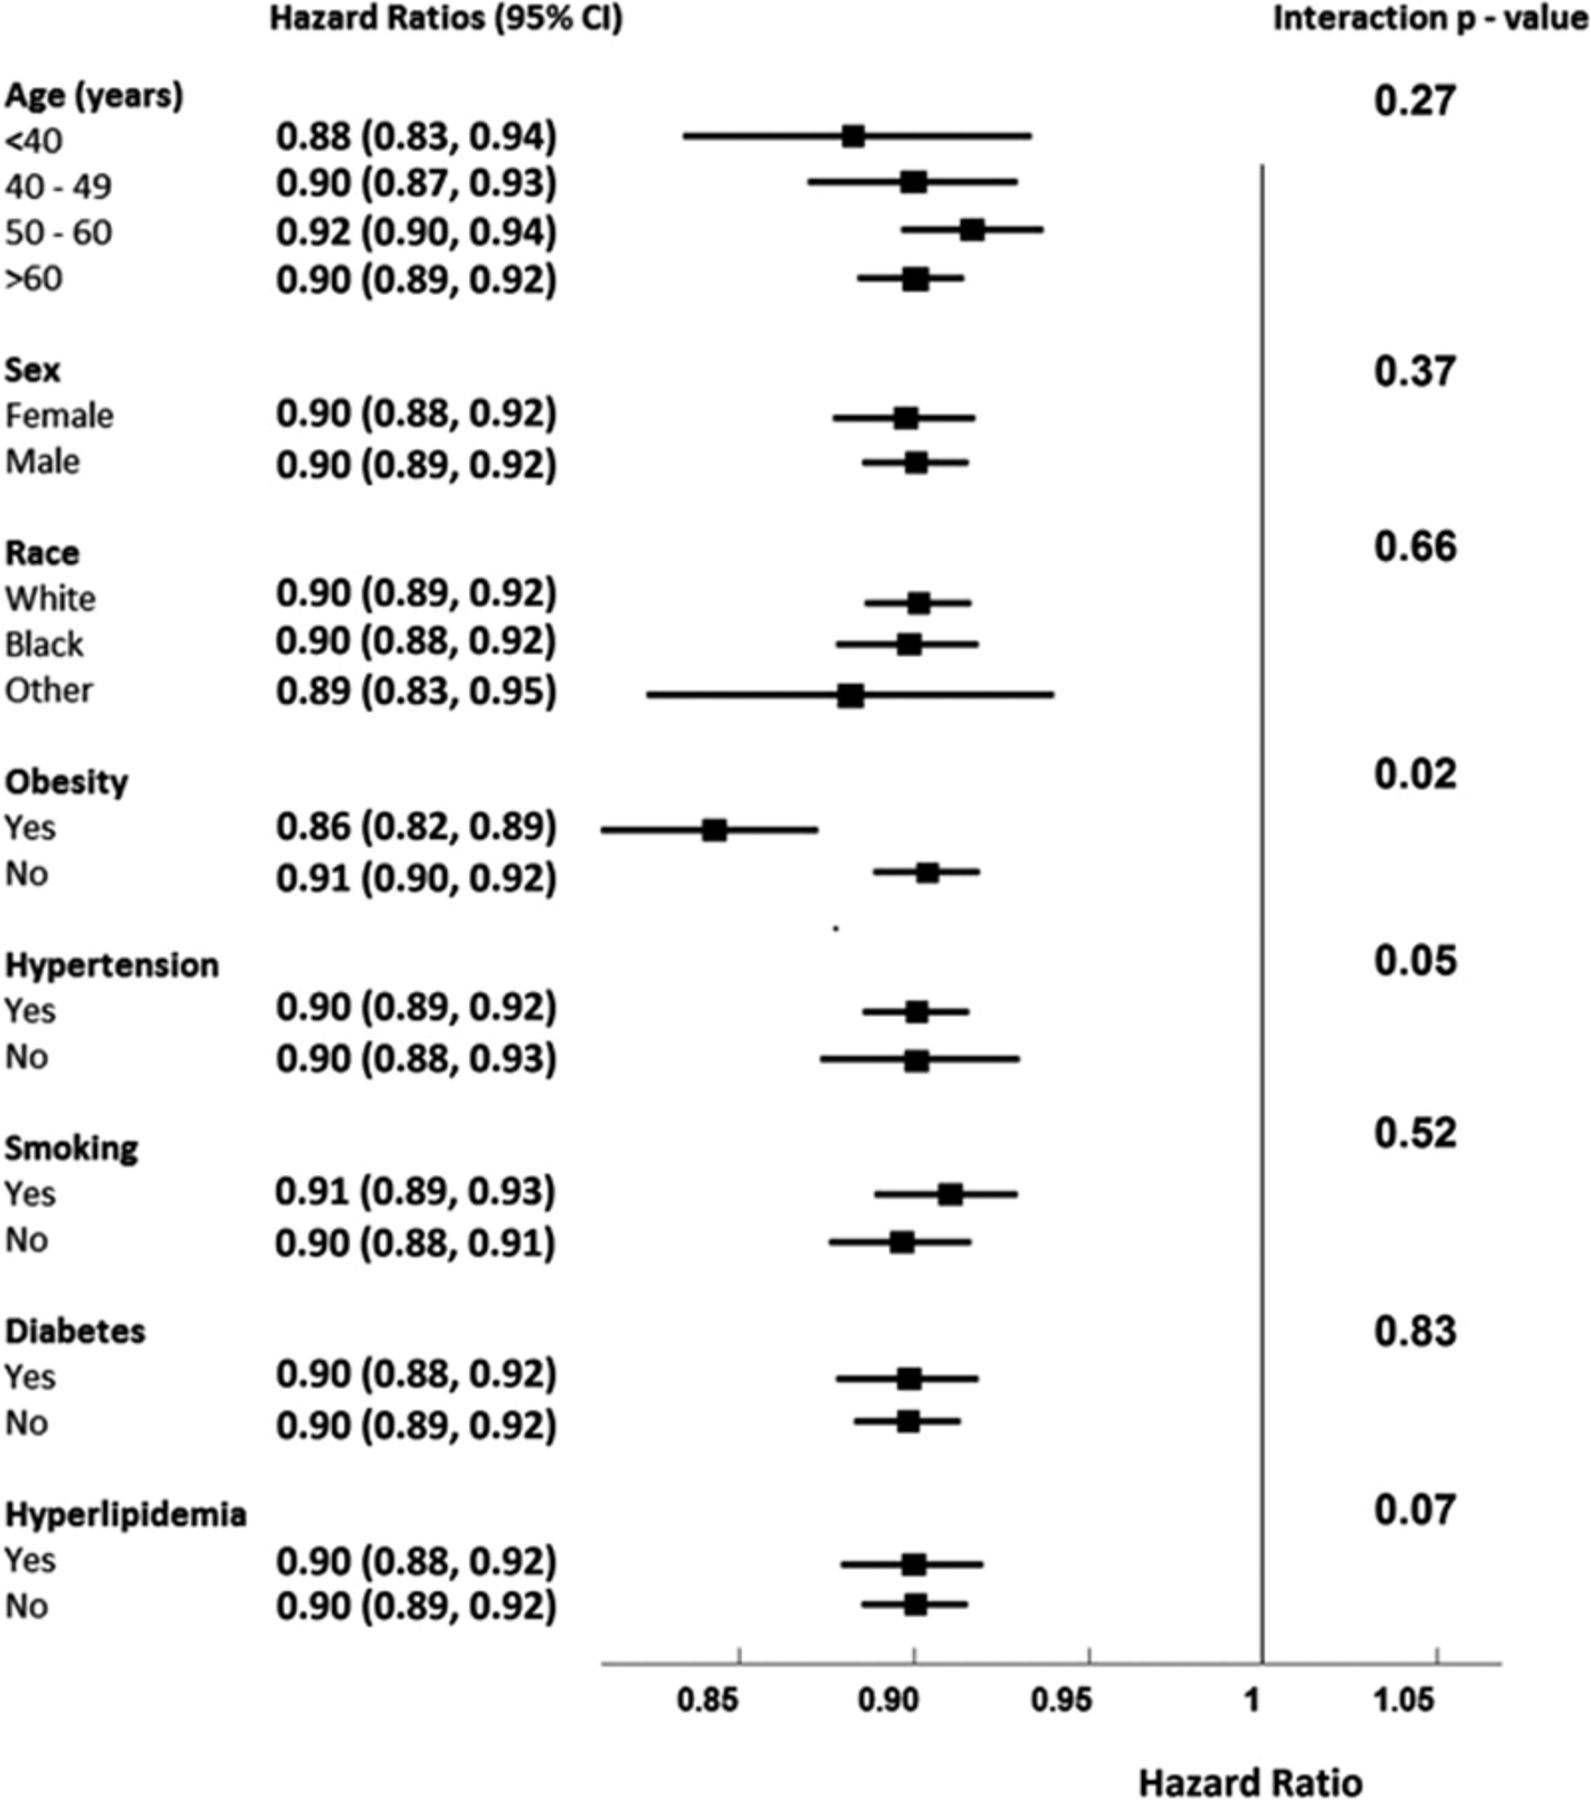 Hazard Ratios (95% CI) Interaction p - value
Age (years) 0.27
<40 0.88 (0.83, 0.94)
40 - 49 0.90 (0.87, 0.93)
50 - 60 0.92 (0.90, 0.94)
>60 0.90 (0.89, 0.92)
Sex 0.37
Female 0.90 (0.88, 0.92)
Male 0.90 (0.89, 0.92)
Race 0.66
White 0.90 (0.89, 0.92)
Black 0.90 (0.88, 0.92)
Other 0.89 (0.83, 0.95)
Obesity 0.02
Yes 0.86 (0.82, 0.89)
No 0.91 (0.90, 0.92)
Hypertension 0.05
Yes 0.90 (0.89, 0.92)
No 0.90 (0.88, 0.93)
Smoking 0.52
Yes 0.91 (0.89, 0.93)
No 0.90 (0.88, 0.91)
Diabetes 0.83
Yes 0.90 (0.88, 0.92)
No 0.90 (0.89, 0.92)
Hyperlipidemia 0.07
Yes 0.90 (0.88, 0.92)
No 0.90 (0.89, 0.92)
0.85 0.90 0.95 1 1.05
Hazard Ratio